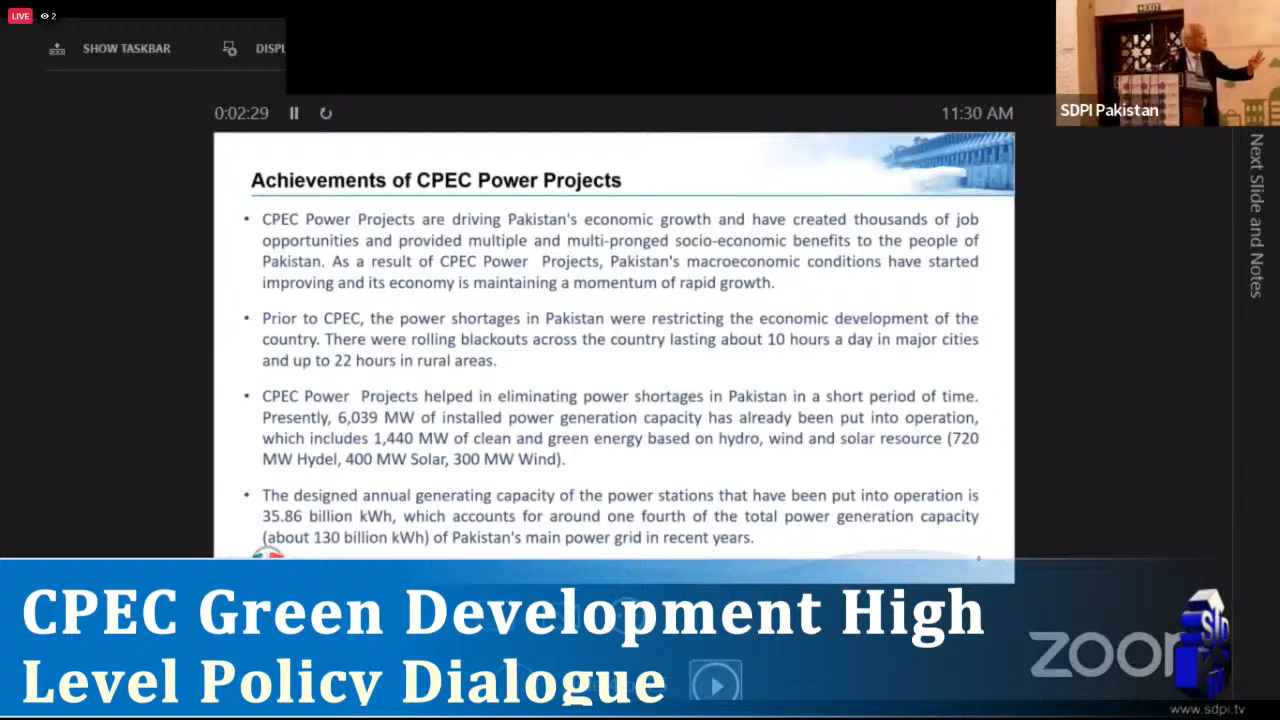 LIVE 2
SHOW TASKBAR DISPL
EXIT
SDPI Pakistan
0:02:29 11:30 AM
Next Slide and Notes
Achievements of CPEC Power Projects
• CPEC Power Projects are driving Pakistan's economic growth and have created thousands of job
opportunities and provided multiple and multi-pronged socio-economic benefits to the people of
Pakistan. As a result of CPEC Power Projects, Pakistan's macroeconomic conditions have started
improving and its economy is maintaining a momentum of rapid growth.
• Prior to CPEC, the power shortages in Pakistan were restricting the economic development of the
country. There were rolling blackouts across the country lasting about 10 hours a day in major cities
and up to 22 hours in rural areas.
• CPEC Power Projects helped in eliminating power shortages in Pakistan in a short period of time.
Presently, 6,039 MW of installed power generation capacity has already been put into operation,
which includes 1,440 MW of clean and green energy based on hydro, wind and solar resource (720
MW Hydel, 400 MW Solar, 300 MW Wind).
• The designed annual generating capacity of the power stations that have been put into operation is
35.86 billion kWh, which accounts for around one fourth of the total power generation capacity
(about 130 billion kWh) of Pakistan's main power grid in recent years.
4
CPEC Green Development High
Level Policy Dialogue
zoom
www.sdpi.tv